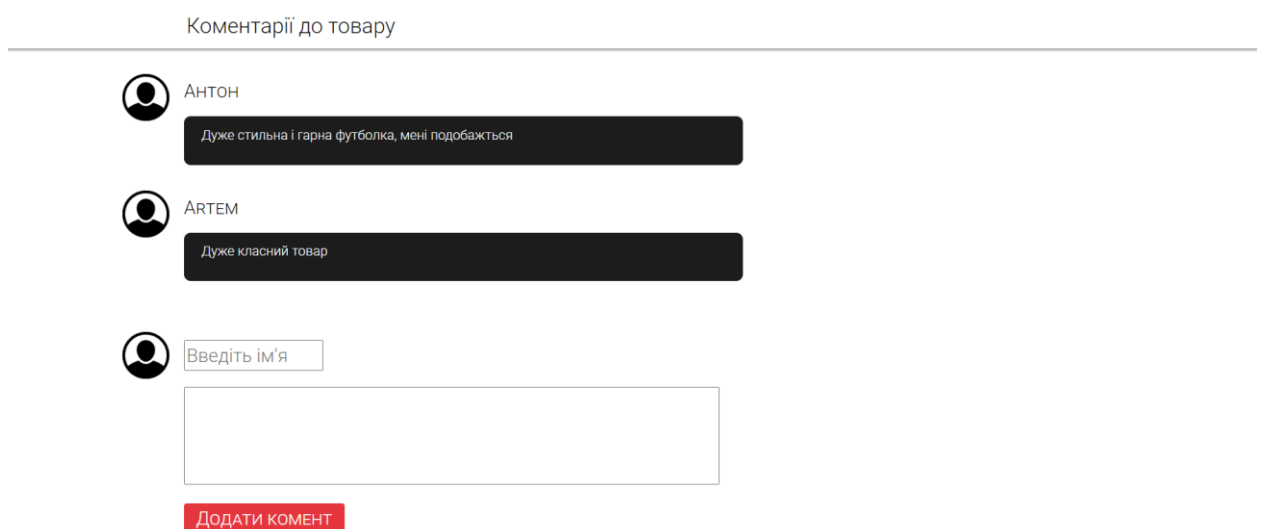 Коментарії до товару
Антон
Дуже стильна і гарна футболка, мені подобажться
Artem
Дуже класний товар
Введіть ім'я
Додати комент